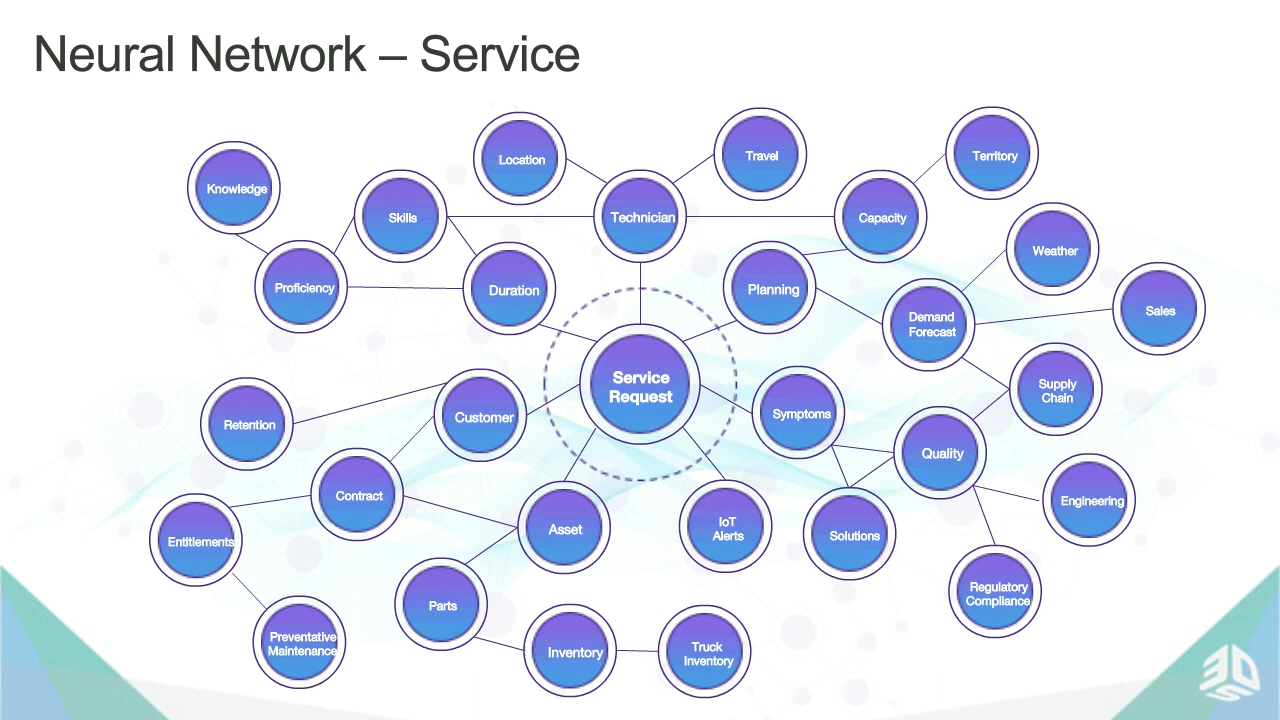 Neural Network – Service
Location
Travel
Territory
Knowledge
Skills
Technician
Capacity
Weather
Proficiency
Duration
Planning
Demand
Forecast
Sales
Service
Request
Supply
Chain
Retention
Customer
Symptoms
Quality
Contract
Engineering
Entitlements
Asset
IoT
Alerts
Solutions
Parts
Regulatory
Compliance
Preventative
Maintenance
Inventory
Truck
Inventory
3DS